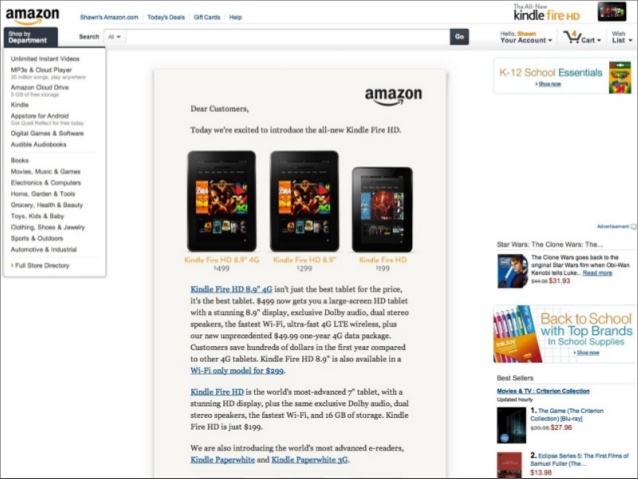 amazon
Shawn's Amazon.com
Today's Deals
Gift Cards
Help
The All-New
kindle fire HD
Shop by
Department
Search
All
Go
Hello, Shawn
Your Account
4
Cart
Wish
List
Unlimited Instant Videos
MP3s & Cloud Player
20 million songs, play anywhere
Amazon Cloud Drive
5 GB of free storage
Kindle
Appstore for Android
Get Quell Reflect for free today
Digital Games & Software
Audible Audiobooks
Books
Movies, Music & Games
Electronics & Computers
Home, Garden & Tools
Grocery, Health & Beauty
Toys, Kids & Baby
Clothing, Shoes & Jewelry
Sports & Outdoors
Automotive & Industrial
Full Store Directory
amazon
Dear Customers,
Today we're excited to introduce the all-new Kindle Fire HD.
Kindle Fire HD 8.9" 4G
$499
Kindle Fire HD 8.9"
$299
Kindle Fire HD
$199
Kindle Fire HD 8.9" 4G isn't just the best tablet for the price,
it's the best tablet. $499 now gets you a large-screen HD tablet
with a stunning 8.9" display, exclusive Dolby audio, dual stereo
speakers, the fastest Wi-Fi, ultra-fast 4G LTE wireless, plus
our new unprecedented $49.99 one-year 4G data package.
Customers save hundreds of dollars in the first year compared
to other 4G tablets. Kindle Fire HD 8.9" is also available in a
Wi-Fi only model for $299.
Kindle Fire HD is the world's most-advanced 7" tablet, with a
stunning HD display, plus the same exclusive Dolby audio, dual
stereo speakers, the fastest Wi-Fi, and 16 GB of storage. Kindle
Fire HD is just $199.
We are also introducing the world's most advanced e-readers,
Kindle Paperwhite and Kindle Paperwhite 3G.
K-12 School Essentials
Shop now
Advertisement
Star Wars: The Clone Wars: The...
The Clone Wars goes back to the
original Star Wars film when Obi-Wan
Kenobi tells Luke... Read more
$31.93
Back to School
with Top Brands
In School Supplies
Shop now
Best Sellers
Movies & TV : Criterion Collection
Updated hourly
1. The Game (The Criterion
Collection) [Blu-ray]
$39.95 $27.96
2. Eclipse Series 5: The First Films of
Samuel Fuller (The...
$13.98